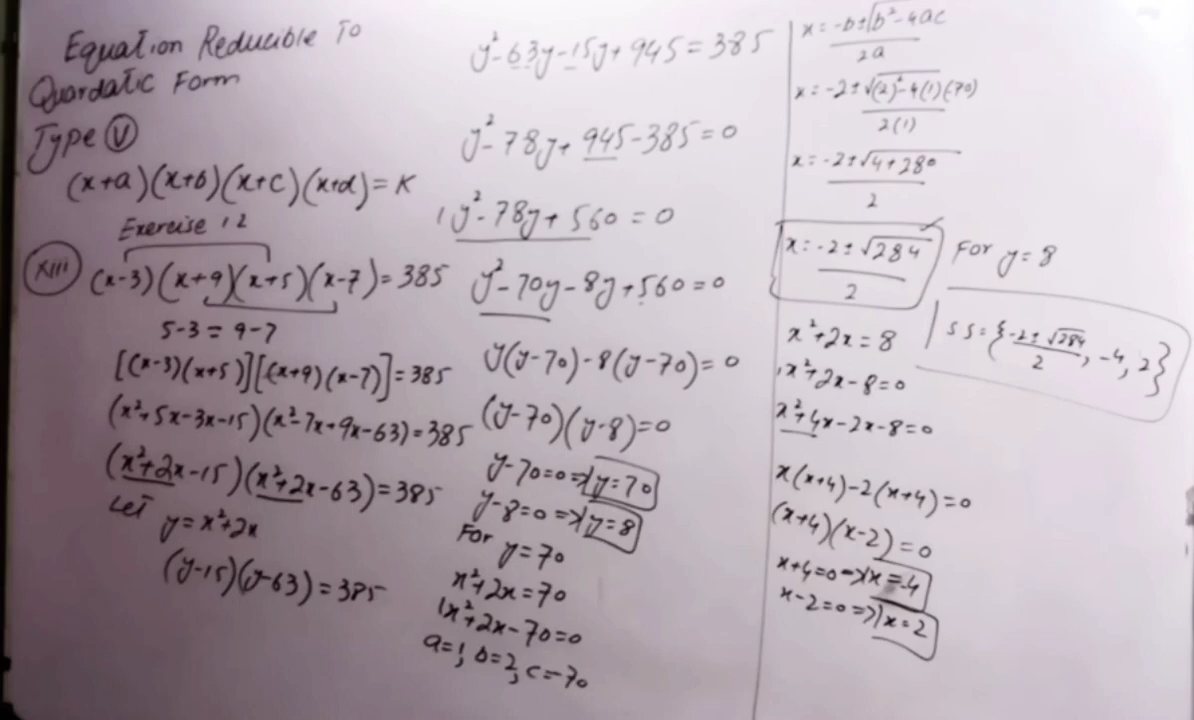 Equation Reducible To
Quardatic Form
Type Ⓥ
(x+a)(x+b)(x+c)(x+d)=K
Exercise 1.2
XIII (x-3)(x+9)(x+5)(x-7)=385
5-3=9-7
[(x-3)(x+5)][(x+9)(x-7)]=385
(x²+5x-3x-15)(x²-7x+9x-63)=385
(x²+2x-15)(x²+2x-63)=385
Let
y=x²+2x
(y-15)(y-63)=385
y²-63y-15y+945=385
y²-78y+945-385=0
1y²-78y+560=0
y²-70y-8y+560=0
y(y-70)-8(y-70)=0
(y-70)(y-8)=0
y-70=0=>y=70
y-8=0=>y=8
For y=70
x²+2x=70
1x²+2x-70=0
a=1, b=2, c=-70
x=-b±√b²-4ac
2a
x=-2±√(2)²-4(1)(-70)
2(1)
x=-2±√4+280
2
x=-2±√284
2
For y=8
x²+2x=8
1x²+2x-8=0
x²+4x-2x-8=0
x(x+4)-2(x+4)=0
(x+4)(x-2)=0
x+4=0=>x=-4
x-2=0=>x=2
SS={-2±√284/2, -4, 2}